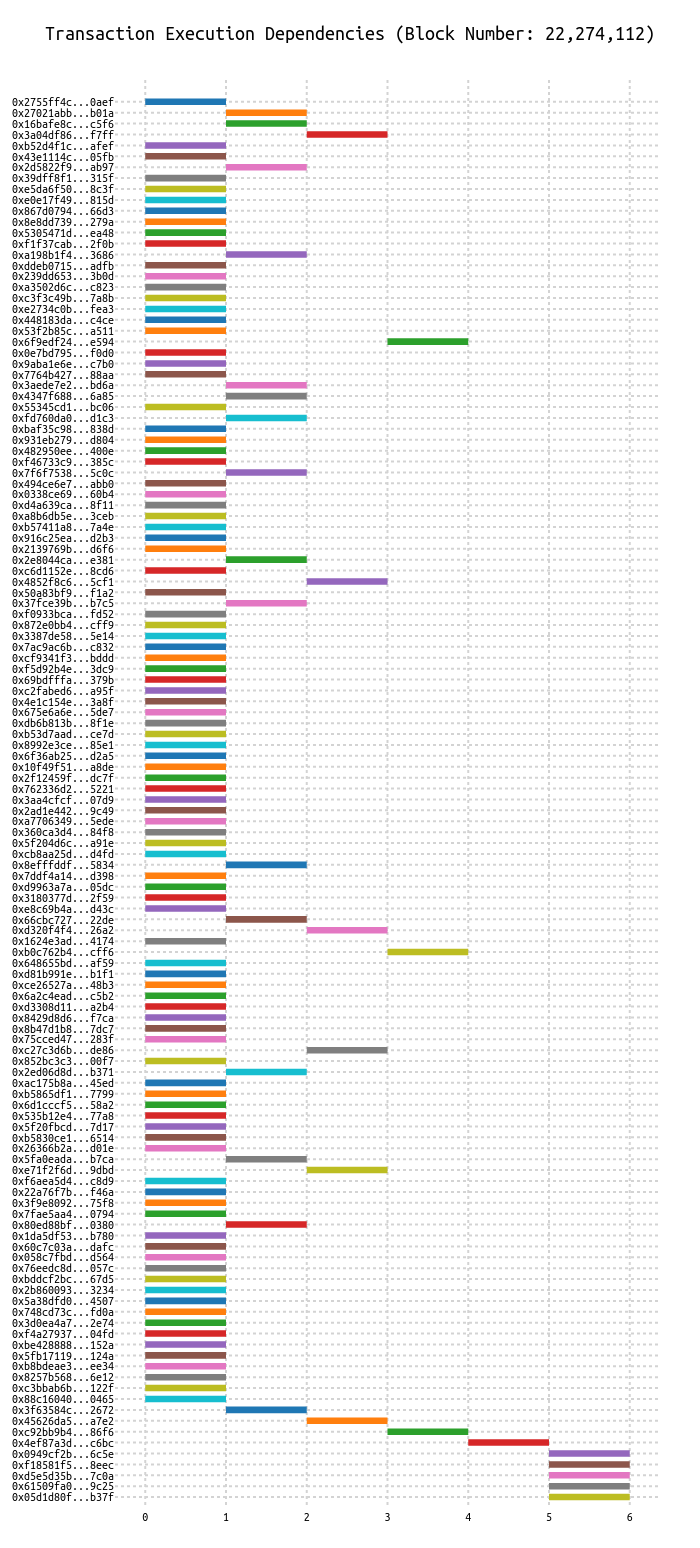 Transaction Execution Dependencies (Block Number: 22,274,112)
0x2755ff4c...0aef
0x27021abb...b01a
0x16bafe8c...c5f6
0x3a04df86...f7ff
0xb52d4f1c...afef
0x43e1114c...05fb
0x2d5822f9...ab97
0x39dff8f1...315f
0xe5da6f50...8c3f
0xe0e17f49...815d
0x867d0794...66d3
0x8e8dd739...279a
0x5305471d...ea48
0xf1f37cab...2f0b
0xa198b1f4...3686
0xddeb0715...adfb
0x239dd653...3b0d
0xa3502d6c...c823
0xc3f3c49b...7a8b
0xe2734c0b...fea3
0x448183da...c4ce
0x53f2b85c...a511
0x6f9edf24...e594
0x0e7bd795...f0d0
0x9aba1e6e...c7b0
0x7764b427...88aa
0x3aede7e2...bd6a
0x4347f688...6a85
0x55345cd1...bc06
0xfd760da0...d1c3
0xbaf35c98...838d
0x931eb279...d804
0x482950ee...400e
0xf46733c9...385c
0x7f6f7538...5c0c
0x494ce6e7...abb0
0x0338ce69...60b4
0xd4a639ca...8f11
0xa8b6db5e...3ceb
0xb57411a8...7a4e
0x916c25ea...d2b3
0x2139769b...d6f6
0x2e8044ca...e381
0xc6d1152e...8cd6
0x4852f8c6...5cf1
0x50a83bf9...f1a2
0x37fce39b...b7c5
0xf0933bca...fd52
0x872e0bb4...cff9
0x3387de58...5e14
0x7ac9ac6b...c832
0xcf9341f3...bddd
0xf5d92b4e...3dc9
0x69bdfffa...379b
0xc2fabed6...a95f
0x4e1c154e...3a8f
0x675e6a6e...5de7
0xdb6b813b...8f1e
0xb53d7aad...ce7d
0x8992e3ce...85e1
0x6f36ab25...d2a5
0x10f49f51...a8de
0x2f12459f...dc7f
0x762336d2...5221
0x3aa4cfcf...07d9
0x2ad1e442...9c49
0xa7706349...5ede
0x360ca3d4...84f8
0x5f204d6c...a91e
0xcb8aa25d...d4fd
0x8efffddf...5834
0x7ddf4a14...d398
0xd9963a7a...05dc
0x3180377d...2f59
0xe8c69b4a...d43c
0x66cbc727...22de
0xd320f4f4...26a2
0x1624e3ad...4174
0xb0c762b4...cff6
0x648655bd...af59
0xd81b991e...b1f1
0xce26527a...48b3
0x6a2c4ead...c5b2
0xd3308d11...a2b4
0x8429d8d6...f7ca
0x8b47d1b8...7dc7
0x75cced47...283f
0xc27c3d6b...de86
0x852bc3c3...00f7
0x2ed06d8d...b371
0xac175b8a...45ed
0xb5865df1...7799
0x6d1cccf5...58a2
0x535b12e4...77a8
0x5f20fbcd...7d17
0xb5830ce1...6514
0x26366b2a...d01e
0x5fa0eada...b7ca
0xe71f2f6d...9dbd
0xf6aea5d4...c8d9
0x22a76f7b...f46a
0x3f9e8092...75f8
0x7fae5aa4...0794
0x80ed88bf...0380
0x1da5df53...b780
0x60c7c03a...dafc
0x058c7fbd...d564
0x76eedc8d...057c
0xbddcf2bc...67d5
0x2b860093...3234
0x5a38dfd0...4507
0x748cd73c...fd0a
0x3d0ea4a7...2e74
0xf4a27937...04fd
0xbe428888...152a
0x5fb17119...124a
0xb8bdeae3...ee34
0x8257b568...6e12
0xc3bbab6b...122f
0x88c16040...0465
0x3f63584c...2672
0x45626da5...a7e2
0xc92bb9b4...86f6
0x4ef87a3d...c6bc
0x0949cf2b...6c5e
0xf18581f5...8eec
0xd5e5d35b...7c0a
0x61509fa0...9c25
0x05d1d80f...b37f
0 1 2 3 4 5 6